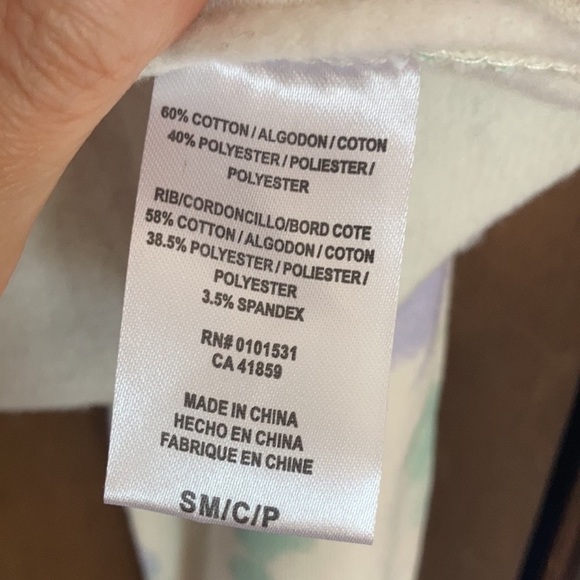 60% COTTON/ALGODON/COTON
40% POLYESTER/POLIESTER/
POLYESTER
RIB/CORDONCILLO/BORD COTE
58% COTTON/ALGODON/COTON
38.5% POLYESTER/POLIESTER/
POLYESTER
3.5% SPANDEX
RN# 0101531
CA 41859
MADE IN CHINA
HECHO EN CHINA
FABRIQUE EN CHINE
SM/C/P